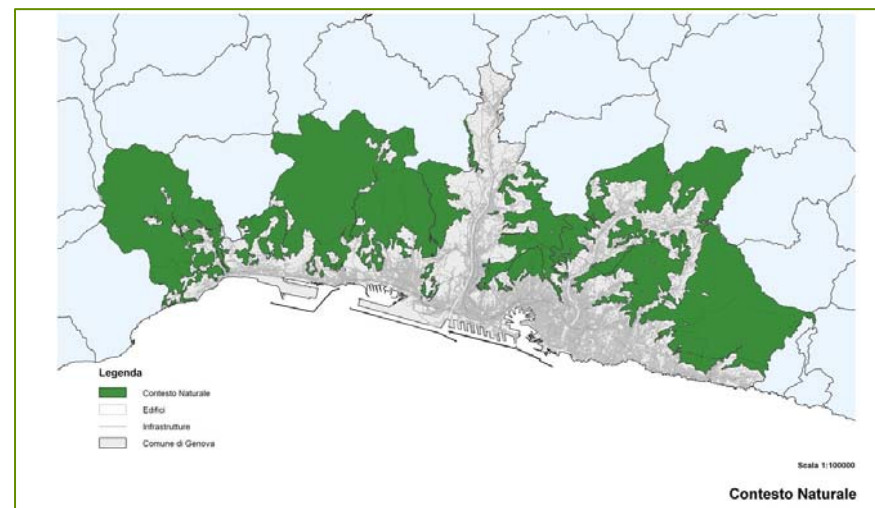 Legenda
Contesto Naturale
Edifici
Infrastrutture
Comune di Genova
Scala 1:100000
Contesto Naturale